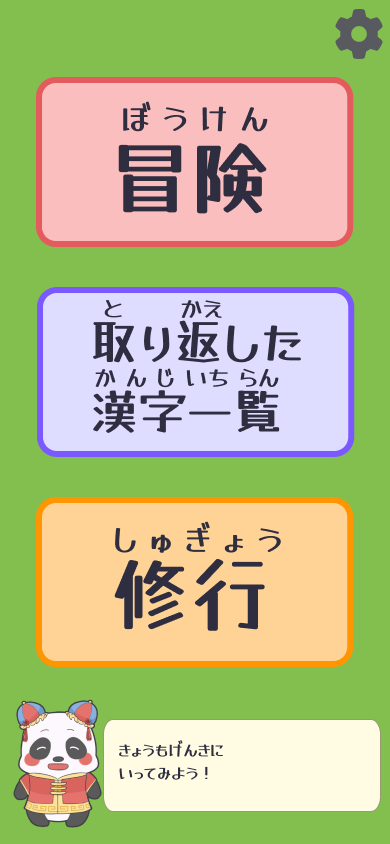 ぼうけん
冒険
と かえ
取り返した
かんじ いち らん
漢字一覧
しゅぎょう
修行
きょうもげんきに
いってみよう！